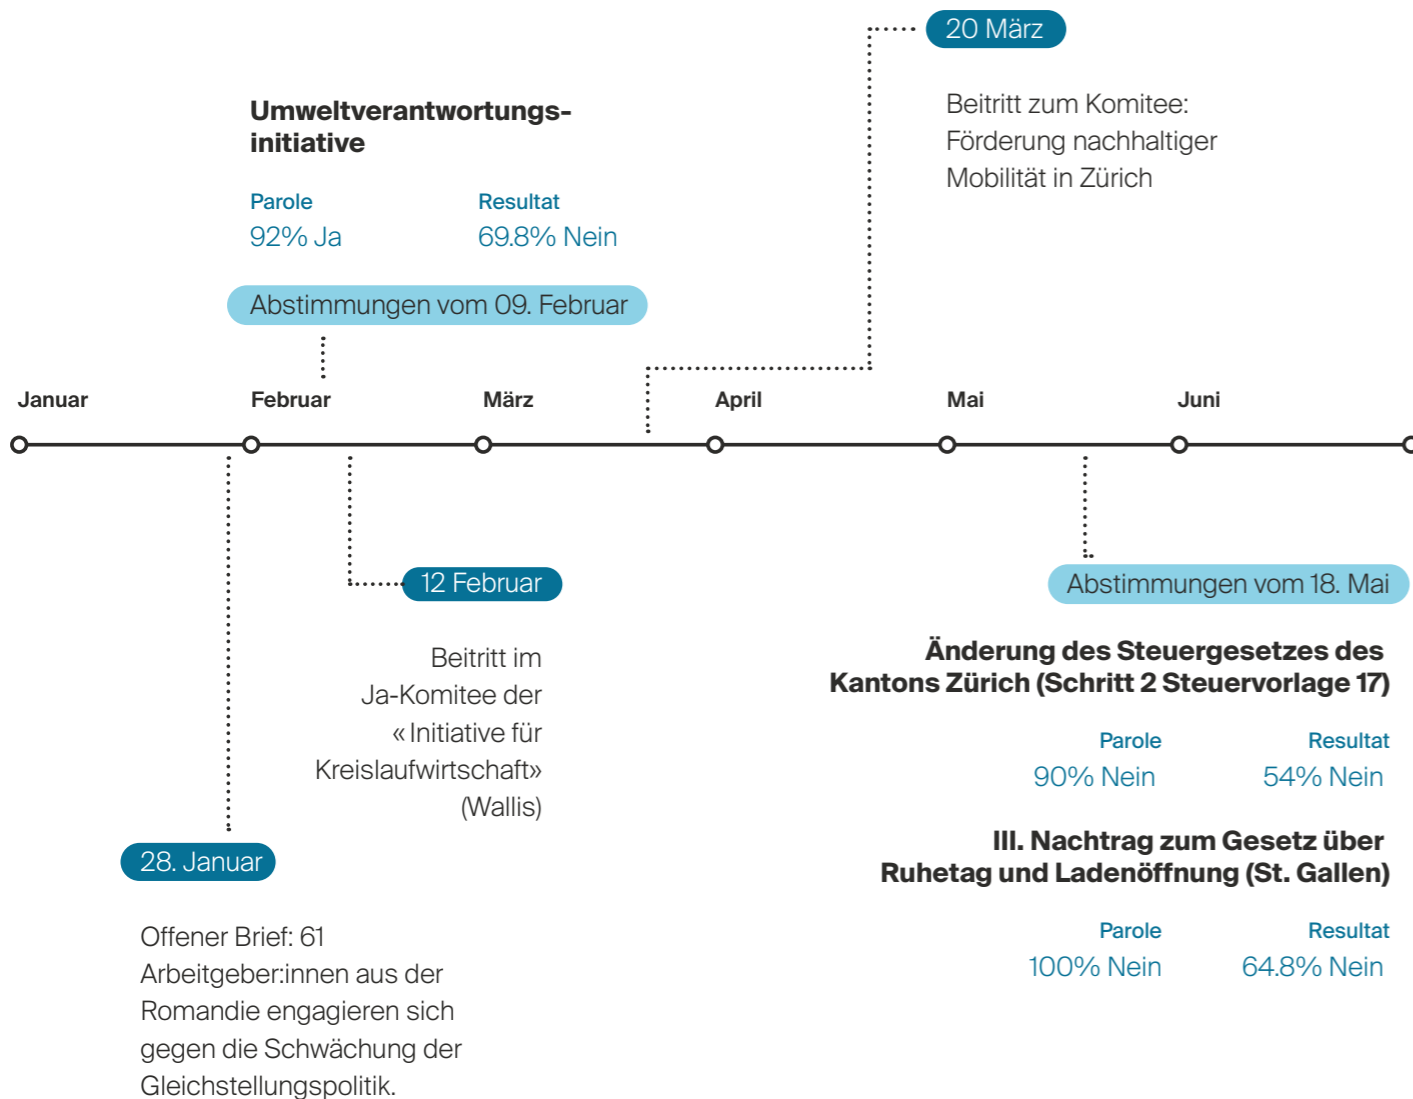 20 März
Beitritt zum Komitee:
Förderung nachhaltiger
Mobilität in Zürich
Umweltverantwortungs-
initiative
Parole Resultat
92% Ja 69.8% Nein
Abstimmungen vom 09. Februar
Januar Februar März April Mai Juni
12 Februar
Beitritt im
Ja-Komitee der
« Initiative für
Kreislaufwirtschaft»
(Wallis)
28. Januar
Offener Brief: 61
Arbeitgeber:innen aus der
Romandie engagieren sich
gegen die Schwächung der
Gleichstellungspolitik.
Abstimmungen vom 18. Mai
Änderung des Steuergesetzes des
Kantons Zürich (Schritt 2 Steuervorlage 17)
Parole Resultat
90% Nein 54% Nein
III. Nachtrag zum Gesetz über
Ruhetag und Ladenöffnung (St. Gallen)
Parole Resultat
100% Nein 64.8% Nein